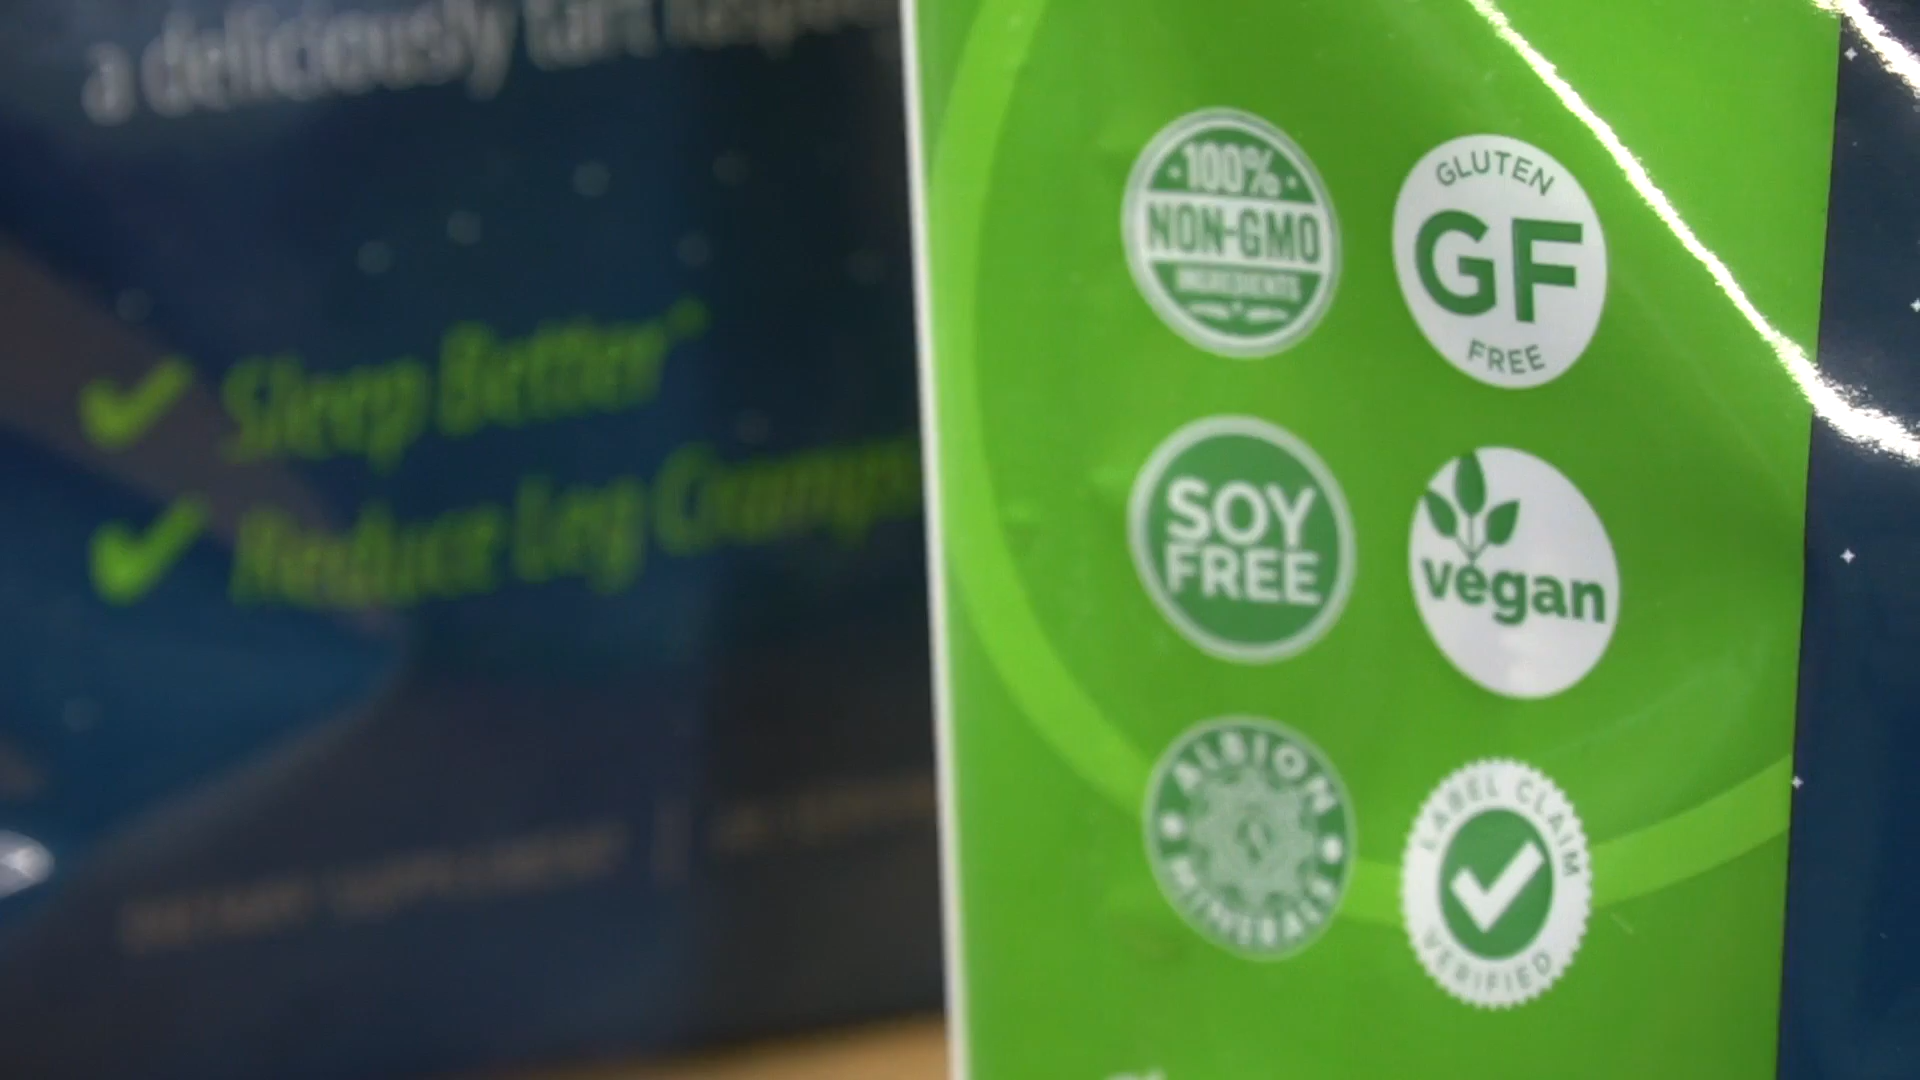 a deliciously tart
Sleep Better*
Reduce Leg Cramps
100%
NON-GMO
INGREDIENTS
GLUTEN
GF
FREE
SOY
FREE
vegan
ALBION
MINERALS
LABEL CLAIM
VERIFIED